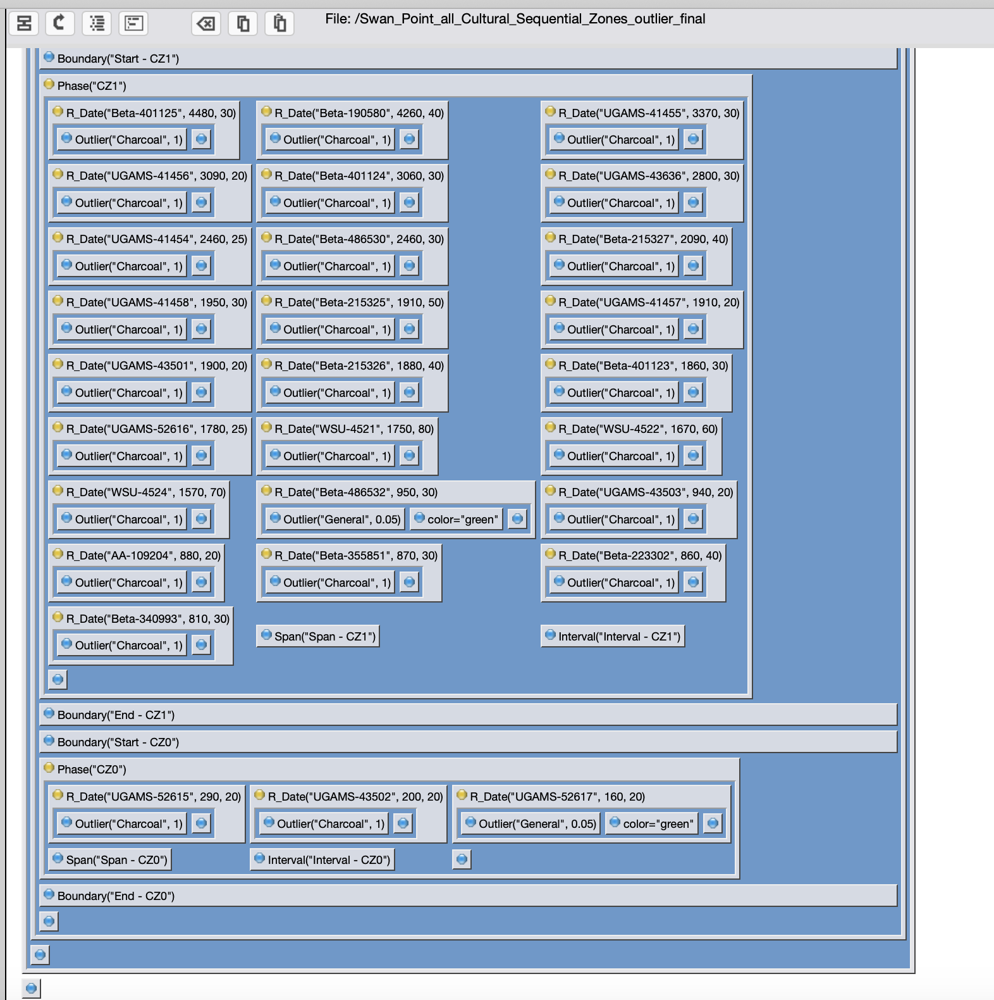 File: /Swan_Point_all_Cultural_Sequential_Zones_outlier_final
Boundary("Start - CZ1")
Phase("CZ1")
R_Date("Beta-401125", 4480, 30) R_Date("Beta-190580", 4260, 40) R_Date("UGAMS-41455", 3370, 30)
Outlier("Charcoal", 1) Outlier("Charcoal", 1) Outlier("Charcoal", 1)
R_Date("UGAMS-41456", 3090, 20) R_Date("Beta-401124", 3060, 30) R_Date("UGAMS-43636", 2800, 30)
Outlier("Charcoal", 1) Outlier("Charcoal", 1) Outlier("Charcoal", 1)
R_Date("UGAMS-41454", 2460, 25) R_Date("Beta-486530", 2460, 30) R_Date("Beta-215327", 2090, 40)
Outlier("Charcoal", 1) Outlier("Charcoal", 1) Outlier("Charcoal", 1)
R_Date("UGAMS-41458", 1950, 30) R_Date("Beta-215325", 1910, 50) R_Date("UGAMS-41457", 1910, 20)
Outlier("Charcoal", 1) Outlier("Charcoal", 1) Outlier("Charcoal", 1)
R_Date("UGAMS-43501", 1900, 20) R_Date("Beta-215326", 1880, 40) R_Date("Beta-401123", 1860, 30)
Outlier("Charcoal", 1) Outlier("Charcoal", 1) Outlier("Charcoal", 1)
R_Date("UGAMS-52616", 1780, 25) R_Date("WSU-4521", 1750, 80) R_Date("WSU-4522", 1670, 60)
Outlier("Charcoal", 1) Outlier("Charcoal", 1) Outlier("Charcoal", 1)
R_Date("WSU-4524", 1570, 70) R_Date("Beta-486532", 950, 30) R_Date("UGAMS-43503", 940, 20)
Outlier("Charcoal", 1) Outlier("General", 0.05) color="green" Outlier("Charcoal", 1)
R_Date("AA-109204", 880, 20) R_Date("Beta-355851", 870, 30) R_Date("Beta-223302", 860, 40)
Outlier("Charcoal", 1) Outlier("Charcoal", 1) Outlier("Charcoal", 1)
R_Date("Beta-340993", 810, 30)
Span("Span - CZ1") Interval("Interval - CZ1")
Outlier("Charcoal", 1)
Boundary("End - CZ1")
Boundary("Start - CZ0")
Phase("CZ0")
R_Date("UGAMS-52615", 290, 20) R_Date("UGAMS-43502", 200, 20) R_Date("UGAMS-52617", 160, 20)
Outlier("Charcoal", 1) Outlier("Charcoal", 1) Outlier("General", 0.05) color="green"
Span("Span - CZ0") Interval("Interval - CZ0")
Boundary("End - CZ0")